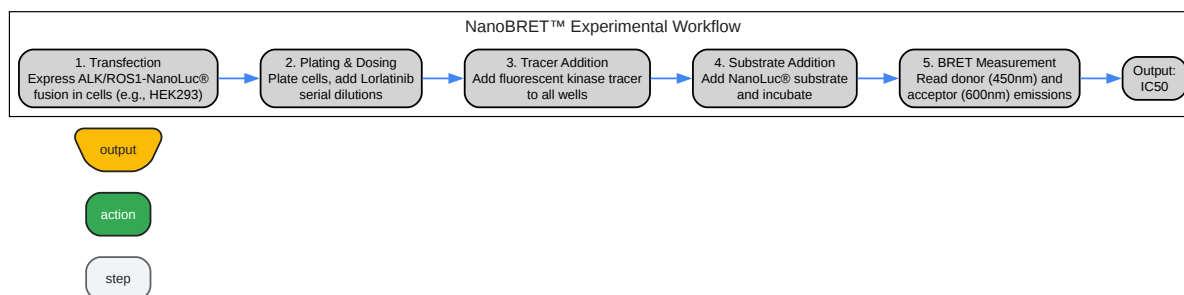 NanoBRET™ Experimental Workflow
1. Transfection
Express ALK/ROS1-NanoLuc®
fusion in cells (e.g., HEK293)
2. Plating & Dosing
Plate cells, add Lorlatinib
serial dilutions
3. Tracer Addition
Add fluorescent kinase tracer
to all wells
4. Substrate Addition
Add NanoLuc® substrate
and incubate
5. BRET Measurement
Read donor (450nm) and
acceptor (600nm) emissions
Output:
IC50
output
action
step